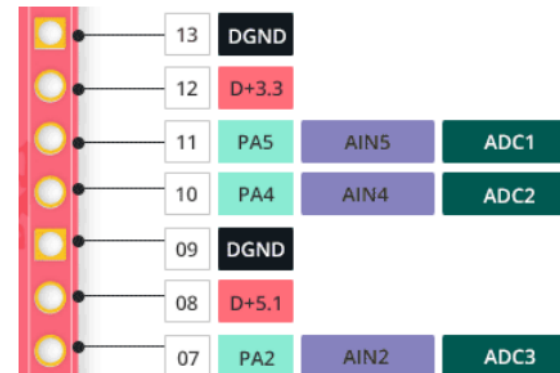 13 DGND
12 D+3.3
11 PA5 AIN5 ADC1
10 PA4 AIN4 ADC2
09 DGND
08 D+5.1
07 PA2 AIN2 ADC3